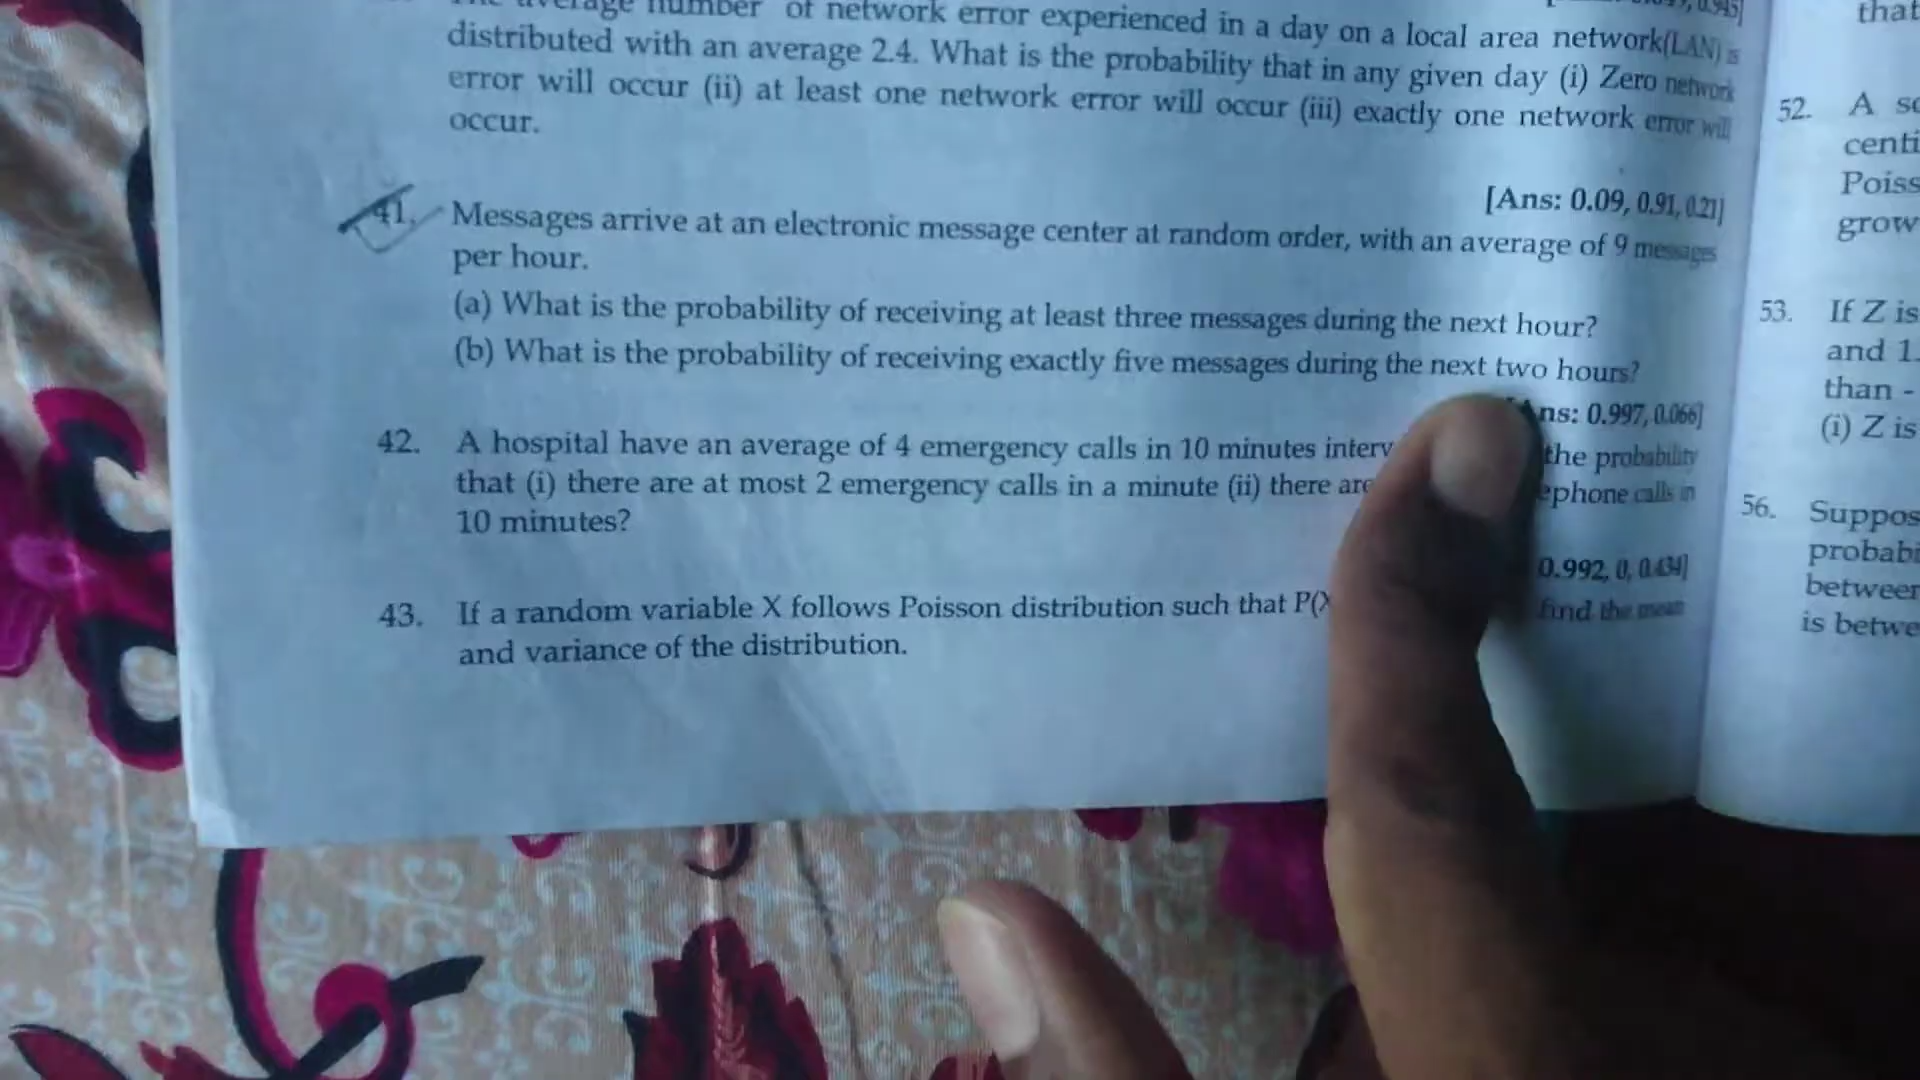 average number of network error experienced in a day on a local area network(LAN) is
distributed with an average 2.4. What is the probability that in any given day (i) Zero network
error will occur (ii) at least one network error will occur (iii) exactly one network error will
occur.
[Ans: 0.09, 0.91, 0.21]
41. Messages arrive at an electronic message center at random order, with an average of 9 messages
per hour.
(a) What is the probability of receiving at least three messages during the next hour?
(b) What is the probability of receiving exactly five messages during the next two hours?
Ans: 0.997, 0.066]
42. A hospital have an average of 4 emergency calls in 10 minutes interv the probability
that (i) there are at most 2 emergency calls in a minute (ii) there are ephone calls in
10 minutes?
0.992, 0, 0.434]
43. If a random variable X follows Poisson distribution such that P(X find the mean
and variance of the distribution.
that
52. A sc
centi
Poiss
grow
53. If Z is
and 1.
than -
(i) Z is
56. Suppos
probabi
between
is betwe